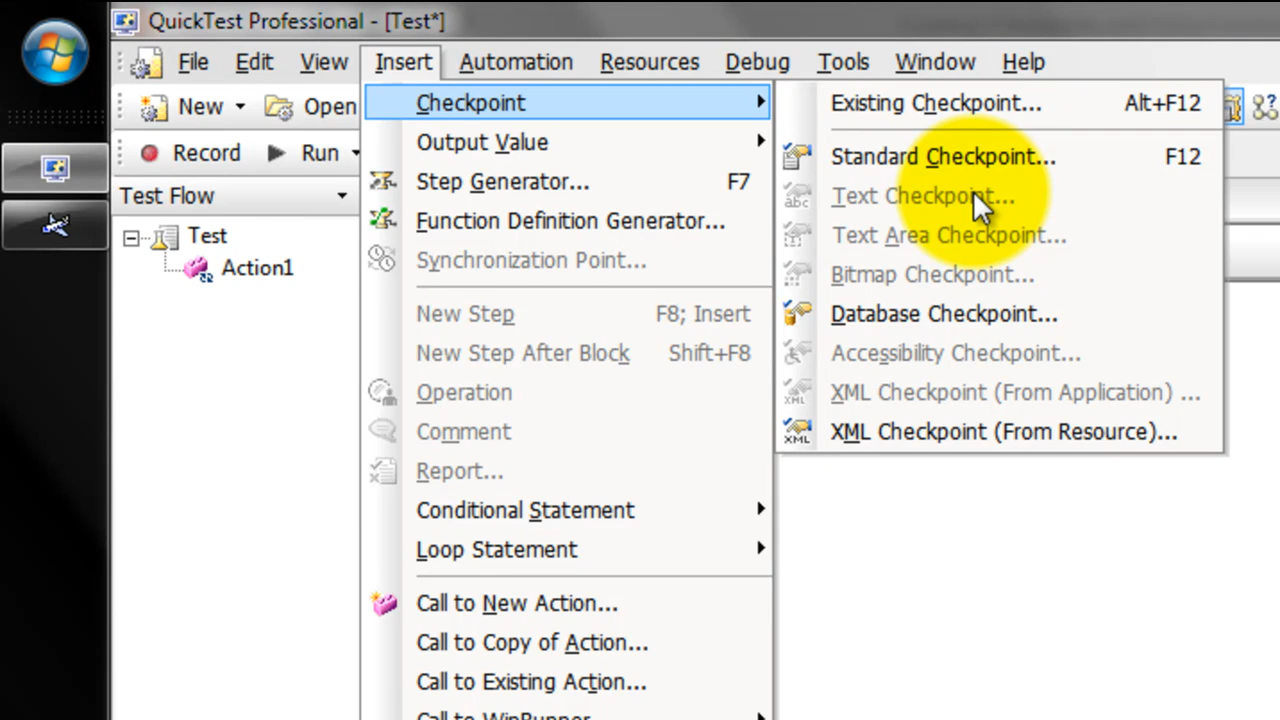 QuickTest Professional - [Test*]
File Edit View Insert Automation Resources Debug Tools Window Help
New Open
Record Run
Test Flow
Test
Action1
Checkpoint
Output Value
Step Generator... F7
Function Definition Generator...
Synchronization Point...
New Step F8; Insert
New Step After Block Shift+F8
Operation
Comment
Report...
Conditional Statement
Loop Statement
Call to New Action...
Call to Copy of Action...
Call to Existing Action...
Call to WinRunner
Existing Checkpoint... Alt+F12
Standard Checkpoint... F12
Text Checkpoint...
Text Area Checkpoint...
Bitmap Checkpoint...
Database Checkpoint...
Accessibility Checkpoint...
XML Checkpoint (From Application) ...
XML Checkpoint (From Resource)...